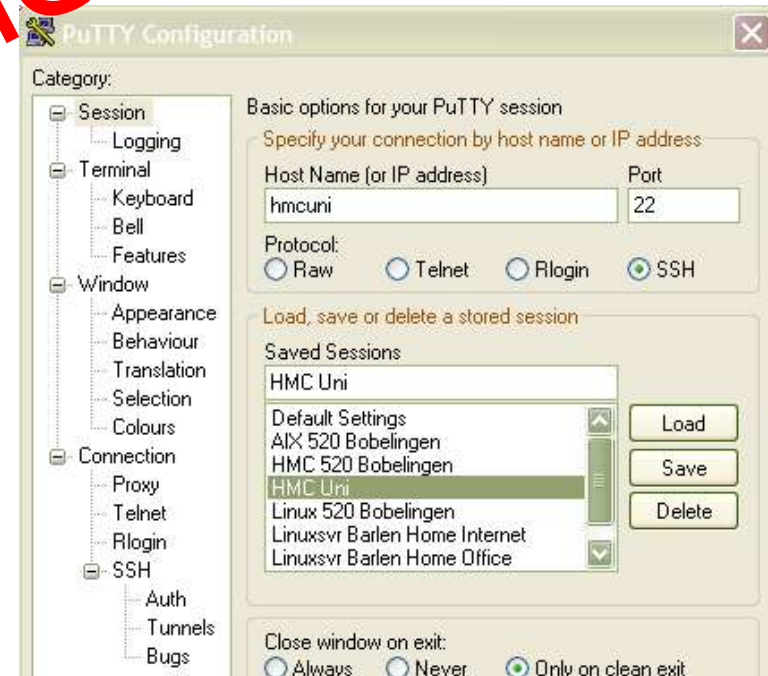 PuTTY Configuration
Category:
Session
Logging
Terminal
Keyboard
Bell
Features
Window
Appearance
Behaviour
Translation
Selection
Colours
Connection
Proxy
Telnet
Rlogin
SSH
Auth
Tunnels
Bugs
Basic options for your PuTTY session
Specify your connection by host name or IP address
Host Name (or IP address) Port
hmcuni 22
Protocol:
Raw Telnet Rlogin SSH
Load, save or delete a stored session
Saved Sessions
HMC Uni
Default Settings
AIX 520 Bobelingen
HMC 520 Bobelingen
HMC Uni
Linux 520 Bobelingen
Linuxsvr Barlen Home Internet
Linuxsvr Barlen Home Office
Load
Save
Delete
Close window on exit:
Always Never Only on clean exit